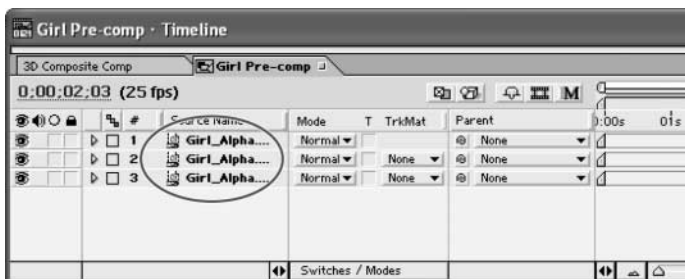 Girl Pre-comp · Timeline
3D Composite Comp Girl Pre-comp
0;00;02;03 (25 fps) M
# Source Name Mode T TrkMat Parent 0:00s 01s
1 Girl_Alpha.... Normal None
2 Girl_Alpha.... Normal None None
3 Girl_Alpha.... Normal None None
Switches / Modes